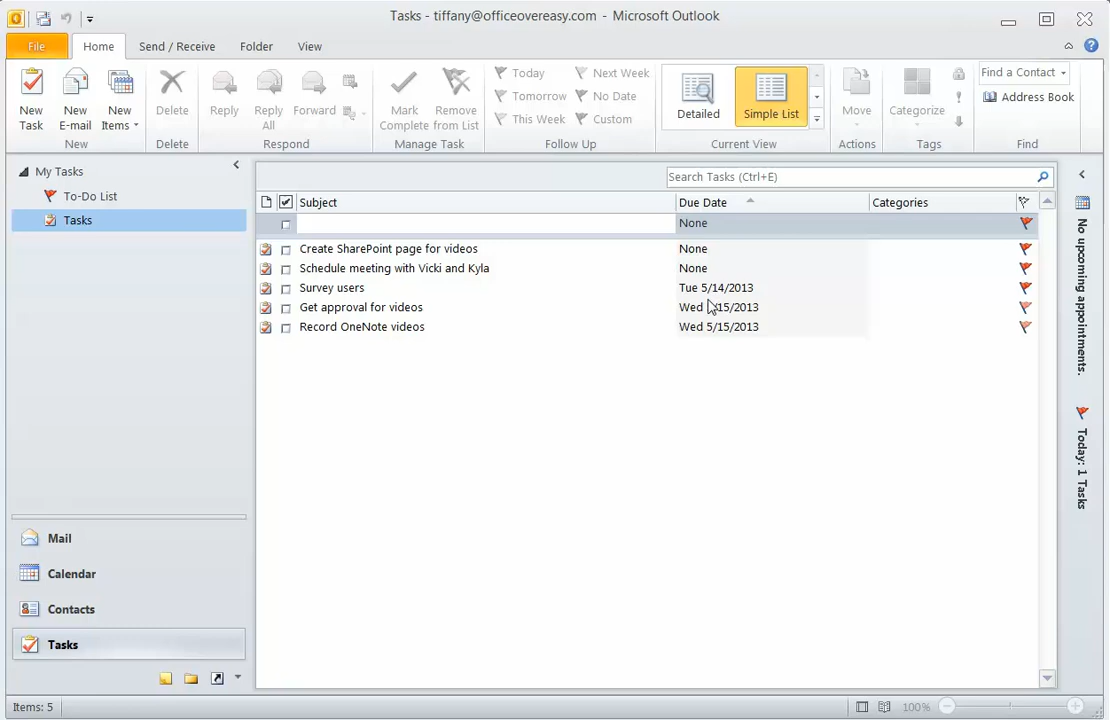 Tasks - tiffany@officeovereasy.com - Microsoft Outlook
File Home Send / Receive Folder View
New Task
New E-mail
New Items
New
Delete
Delete
Reply
Reply All
Forward
Respond
Mark Complete
Remove from List
Manage Task
Today
Next Week
Tomorrow
No Date
This Week
Custom
Follow Up
Detailed
Simple List
Current View
Move
Actions
Categorize
Tags
Find a Contact
Address Book
Find
My Tasks
To-Do List
Tasks
Mail
Calendar
Contacts
Tasks
Search Tasks (Ctrl+E)
Subject Due Date Categories
None
Create SharePoint page for videos None
Schedule meeting with Vicki and Kyla None
Survey users Tue 5/14/2013
Get approval for videos Wed /15/2013
Record OneNote videos Wed 5/15/2013
No upcoming appointments.
Today: 1 Tasks
Items: 5
100%